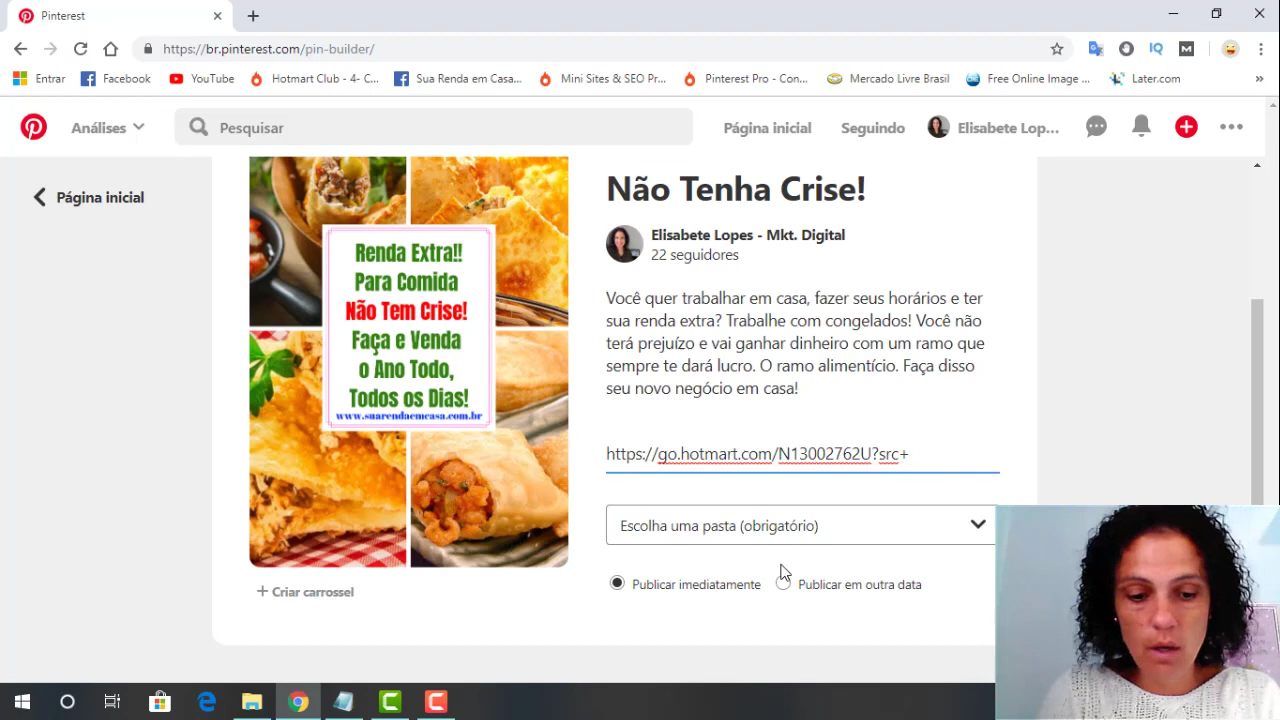 Pinterest
https://br.pinterest.com/pin-builder/
Entrar
Facebook
YouTube
Hotmart Club - 4- C...
Sua Renda em Casa...
Mini Sites & SEO Pr...
Pinterest Pro - Con...
Mercado Livre Brasil
Free Online Image ...
Later.com
Análises
Pesquisar
Página inicial
Seguindo
Elisabete Lop...
Página inicial
Renda Extra!!
Para Comida
Não Tem Crise!
Faça e Venda
o Ano Todo,
Todos os Dias!
www.suarendaemcasa.com.br
Criar carrossel
Não Tenha Crise!
Elisabete Lopes - Mkt. Digital
22 seguidores
Você quer trabalhar em casa, fazer seus horários e ter
sua renda extra? Trabalhe com congelados! Você não
terá prejuízo e vai ganhar dinheiro com um ramo que
sempre te dará lucro. O ramo alimentício. Faça disso
seu novo negócio em casa!
https://go.hotmart.com/N13002762U?src+
Escolha uma pasta (obrigatório)
Publicar imediatamente
Publicar em outra data